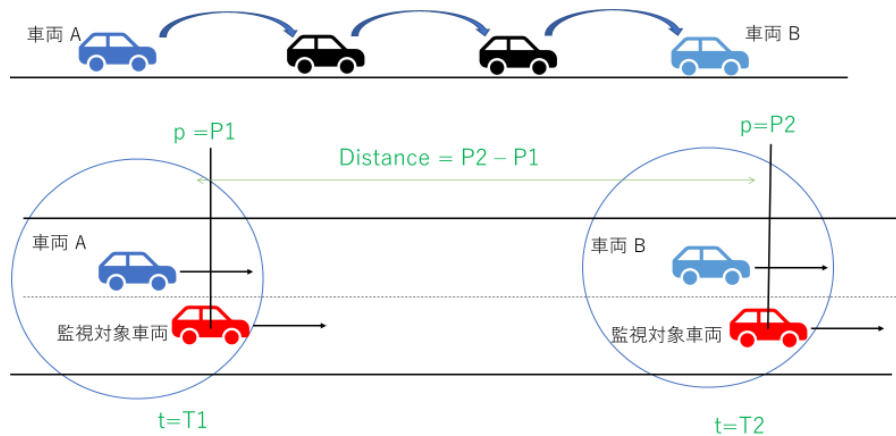 車両 A
車両 B
p =P1
p=P2
Distance = P2 – P1
車両 A
車両 B
監視対象車両
監視対象車両
t=T1
t=T2